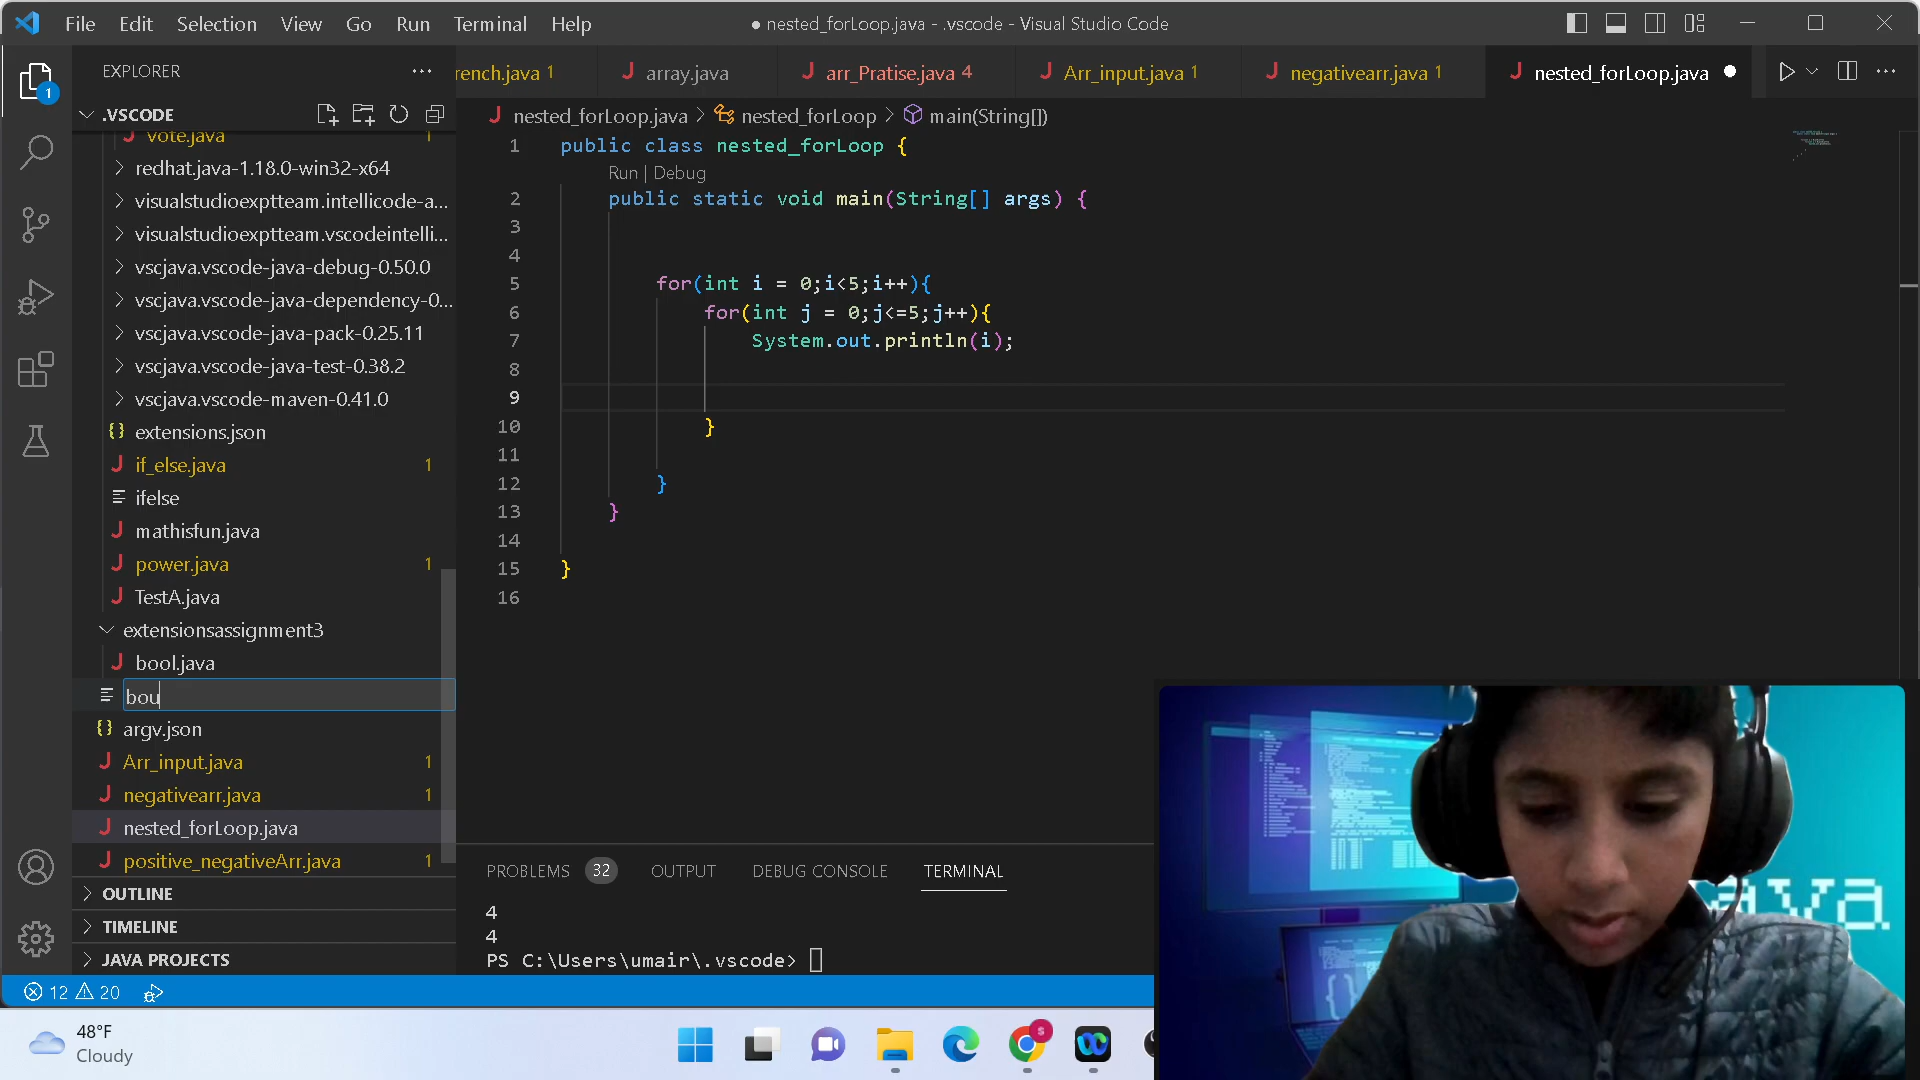 File Edit Selection View Go Run Terminal Help
● nested_forLoop.java - .vscode - Visual Studio Code
EXPLORER
rench.java 1 array.java arr_Pratise.java 4 Arr_input.java 1 negativearr.java 1 nested_forLoop.java
1
.VSCODE
nested_forLoop.java > nested_forLoop > main(String[])
vote.java 1
redhat.java-1.18.0-win32-x64
visualstudioexptteam.intellicode-a...
visualstudioexptteam.vscodeintelli...
vscjava.vscode-java-debug-0.50.0
vscjava.vscode-java-dependency-0...
vscjava.vscode-java-pack-0.25.11
vscjava.vscode-java-test-0.38.2
vscjava.vscode-maven-0.41.0
extensions.json
if_else.java 1
ifelse
mathisfun.java
power.java 1
TestA.java
extensionsassignment3
bool.java
bou
argv.json
Arr_input.java 1
negativearr.java 1
nested_forLoop.java
positive_negativeArr.java 1
OUTLINE
TIMELINE
JAVA PROJECTS
1 public class nested_forLoop {
Run | Debug
2 public static void main(String[] args) {
3
4
5 for(int i = 0;i<5;i++){
6 for(int j = 0;j<=5;j++){
7 System.out.println(i);
8
9
10 }
11
12 }
13 }
14
15 }
16
PROBLEMS 32 OUTPUT DEBUG CONSOLE TERMINAL
4
4
PS C:\Users\umair\.vscode>
12 20
48°F
Cloudy